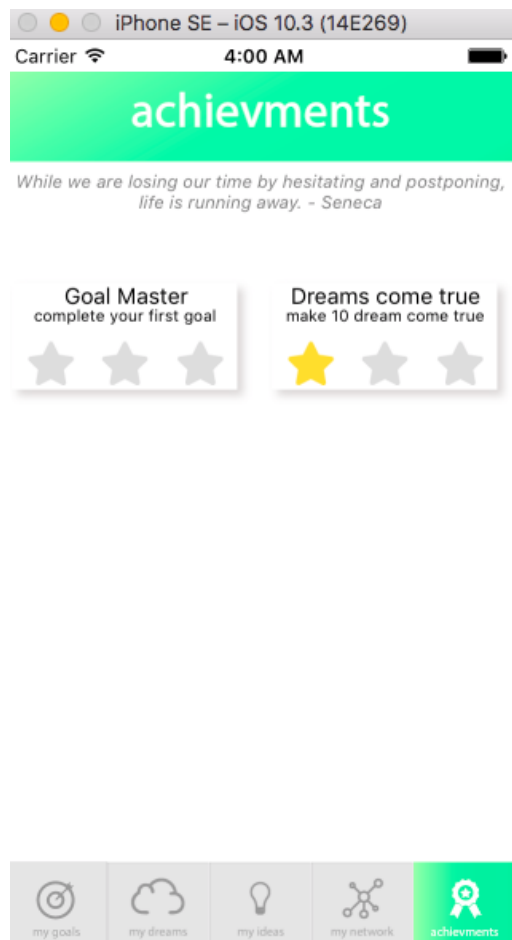 iPhone SE – iOS 10.3 (14E269)
Carrier 4:00 AM
achievments
While we are losing our time by hesitating and postponing,
life is running away. - Seneca
Goal Master
complete your first goal
Dreams come true
make 10 dream come true
my goals
my dreams
my ideas
my network
achievments